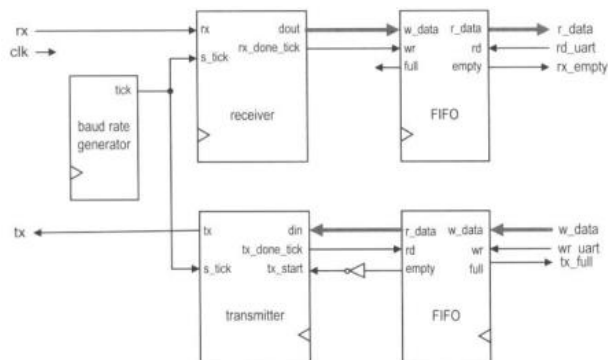 rx
clk
rx
dout
s_tick
rx_done_tick
receiver
w_data
r_data
wr
rd
full
empty
FIFO
r_data
rd_uart
rx_empty
tick
baud rate
generator
tx
tx
din
tx_done_tick
s_tick
tx_start
transmitter
r_data
w_data
rd
wr
empty
full
FIFO
w_data
wr_uart
tx_full